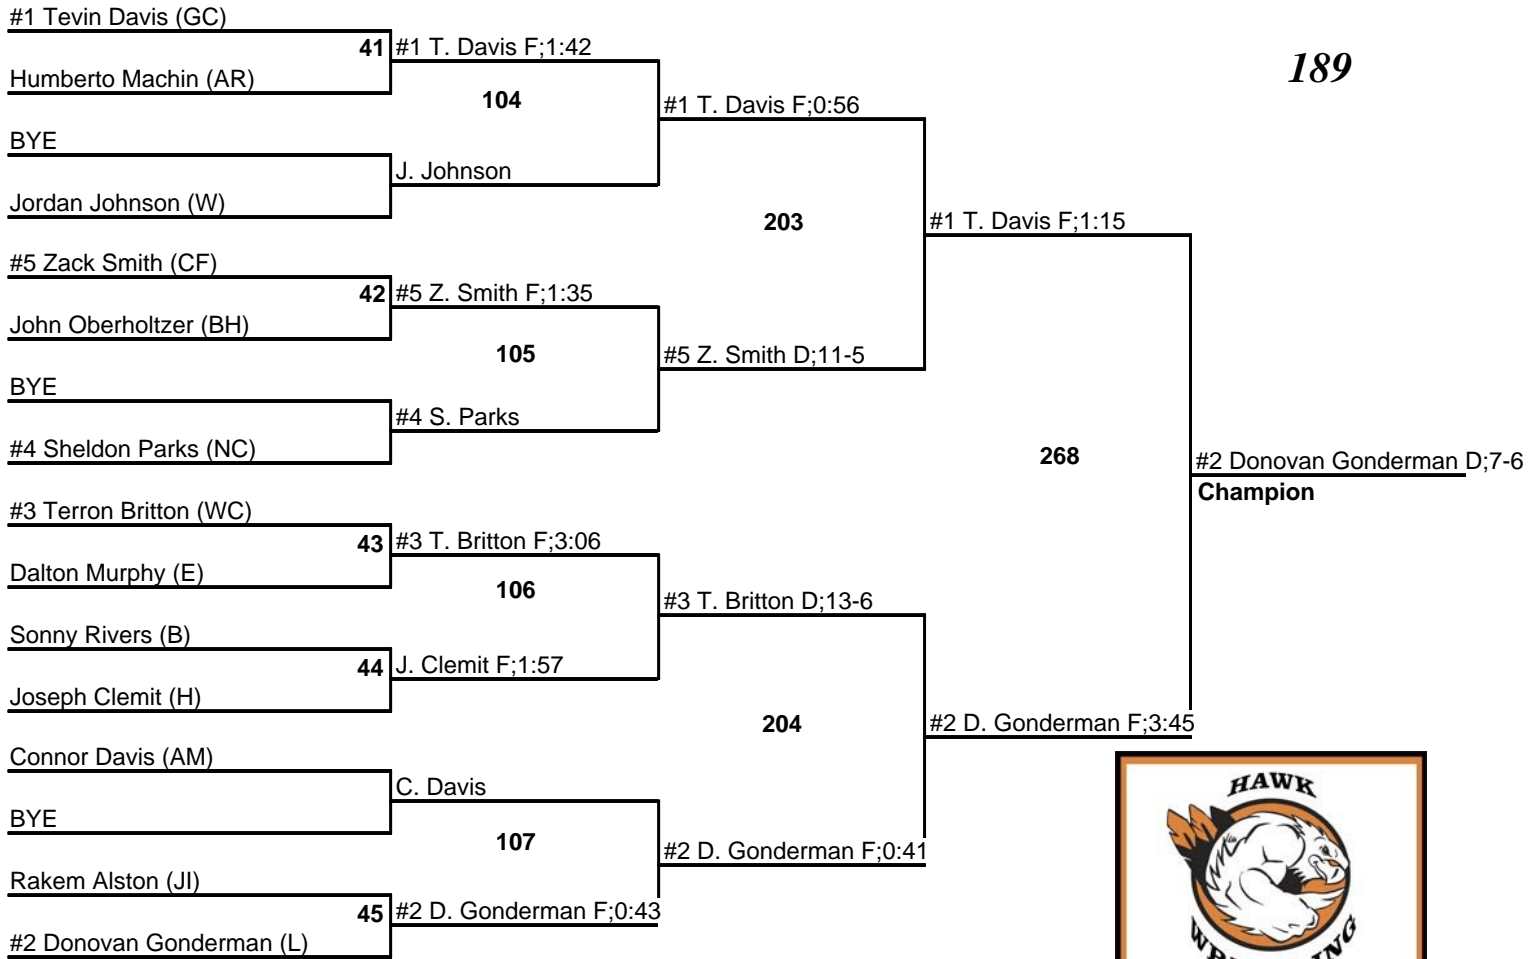 #1 Tevin Davis (GC)
41
Humberto Machin (AR)
#1 T. Davis F;1:42
104
BYE
Jordan Johnson (W)
J. Johnson
#1 T. Davis F;0:56
203
#5 Zack Smith (CF)
42
John Oberholtzer (BH)
#5 Z. Smith F;1:35
105
BYE
#4 Sheldon Parks (NC)
#4 S. Parks
#5 Z. Smith D;11-5
#1 T. Davis F;1:15
268
#3 Terron Britton (WC)
43
Dalton Murphy (E)
#3 T. Britton F;3:06
106
Sonny Rivers (B)
44
Joseph Clemit (H)
J. Clemit F;1:57
#3 T. Britton D;13-6
204
Connor Davis (AM)
BYE
C. Davis
107
Rakem Alston (JI)
45
#2 Donovan Gonderman (L)
#2 D. Gonderman F;0:43
#2 D. Gonderman F;0:41
#2 D. Gonderman F;3:45
#2 Donovan Gonderman D;7-6
Champion
189
HAWK
WRESTLING